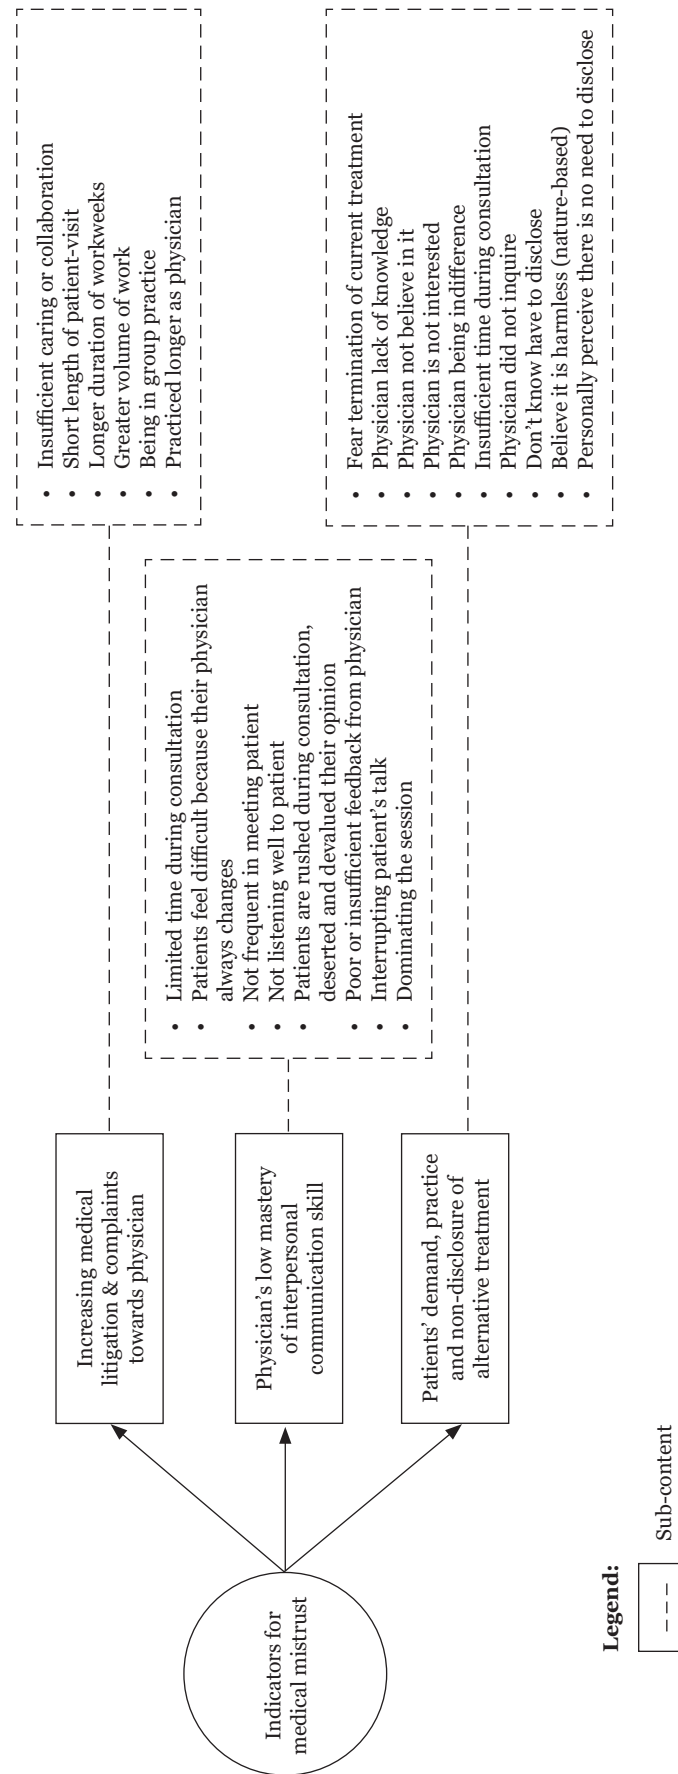 Indicators for
medical mistrust
Increasing medical
litigation & complaints
towards physician
• Insufficient caring or collaboration
• Short length of patient-visit
• Longer duration of workweeks
• Greater volume of work
• Being in group practice
• Practiced longer as physician
Physician's low mastery
of interpersonal
communication skill
• Limited time during consultation
• Patients feel difficult because their physician
always changes
• Not frequent in meeting patient
• Not listening well to patient
• Patients are rushed during consultation,
deserted and devalued their opinion
• Poor or insufficient feedback from physician
• Interrupting patient's talk
• Dominating the session
Patients' demand, practice
and non-disclosure of
alternative treatment
• Fear termination of current treatment
• Physician lack of knowledge
• Physician not believe in it
• Physician is not interested
• Physician being indifference
• Insufficient time during consultation
• Physician did not inquire
• Don't know have to disclose
• Believe it is harmless (nature-based)
• Personally perceive there is no need to disclose
Legend:
Sub-content